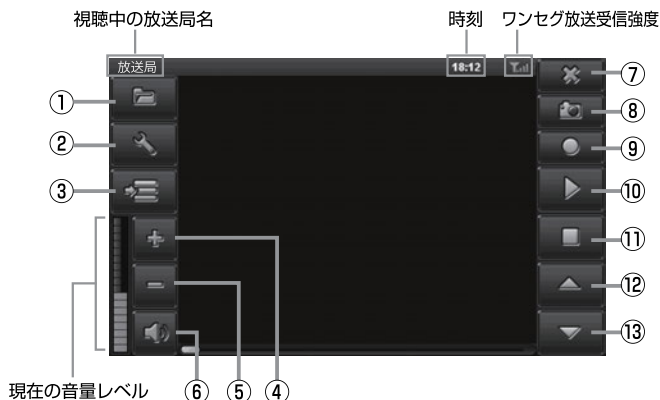 視聴中の放送局名
時刻
ワンセグ放送受信強度
放送局
18:12
①
②
③
⑦
⑧
⑨
⑩
⑪
⑫
⑬
現在の音量レベル
⑥
⑤
④